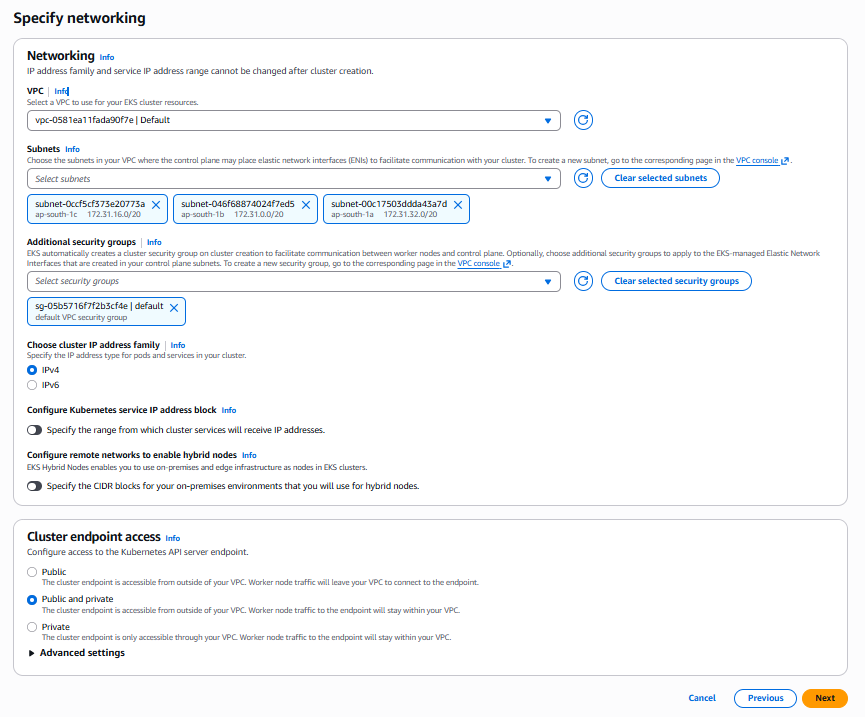 Specify networking
Networking Info
IP address family and service IP address range cannot be changed after cluster creation.
VPC | Info
Select a VPC to use for your EKS cluster resources.
vpc-0581ea11fada90f7e | Default
Subnets Info
Choose the subnets in your VPC where the control plane may place elastic network interfaces (ENIs) to facilitate communication with your cluster. To create a new subnet, go to the corresponding page in the VPC console.
Select subnets
Clear selected subnets
subnet-0ccf5cf373e20773a
ap-south-1c 172.31.16.0/20
subnet-046f68874024f7ed5
ap-south-1b 172.31.0.0/20
subnet-00c17503ddda43a7d
ap-south-1a 172.31.32.0/20
Additional security groups | Info
EKS automatically creates a cluster security group on cluster creation to facilitate communication between worker nodes and control plane. Optionally, choose additional security groups to apply to the EKS-managed Elastic Network
Interfaces that are created in your control plane subnets. To create a new security group, go to the corresponding page in the VPC console.
Select security groups
Clear selected security groups
sg-05b5716f7f2b3cf4e | default
default VPC security group
Choose cluster IP address family | Info
Specify the IP address type for pods and services in your cluster.
IPv4
IPv6
Configure Kubernetes service IP address block Info
Specify the range from which cluster services will receive IP addresses.
Configure remote networks to enable hybrid nodes Info
EKS Hybrid Nodes enables you to use on-premises and edge infrastructure as nodes in EKS clusters.
Specify the CIDR blocks for your on-premises environments that you will use for hybrid nodes.
Cluster endpoint access Info
Configure access to the Kubernetes API server endpoint.
Public
The cluster endpoint is accessible from outside of your VPC. Worker node traffic will leave your VPC to connect to the endpoint.
Public and private
The cluster endpoint is accessible from outside of your VPC. Worker node traffic to the endpoint will stay within your VPC.
Private
The cluster endpoint is only accessible through your VPC. Worker node traffic to the endpoint will stay within your VPC.
Advanced settings
Cancel
Previous
Next